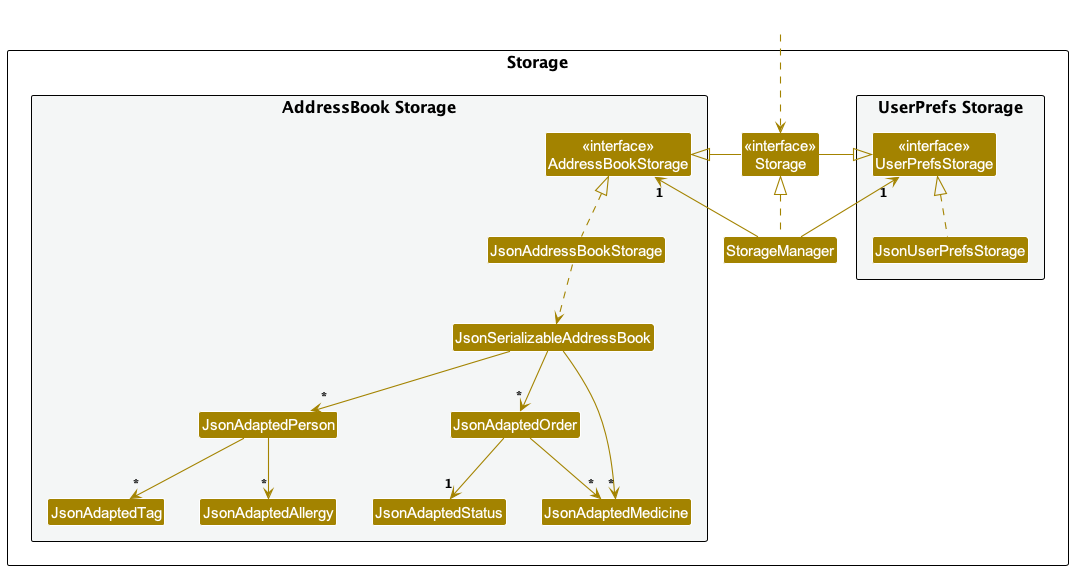 Storage
AddressBook Storage
UserPrefs Storage
«interface»
AddressBookStorage
«interface»
Storage
«interface»
UserPrefsStorage
1
1
JsonAddressBookStorage
StorageManager
JsonUserPrefsStorage
JsonSerializableAddressBook
*
*
JsonAdaptedPerson
JsonAdaptedOrder
*
*
1
*
*
JsonAdaptedTag
JsonAdaptedAllergy
JsonAdaptedStatus
JsonAdaptedMedicine